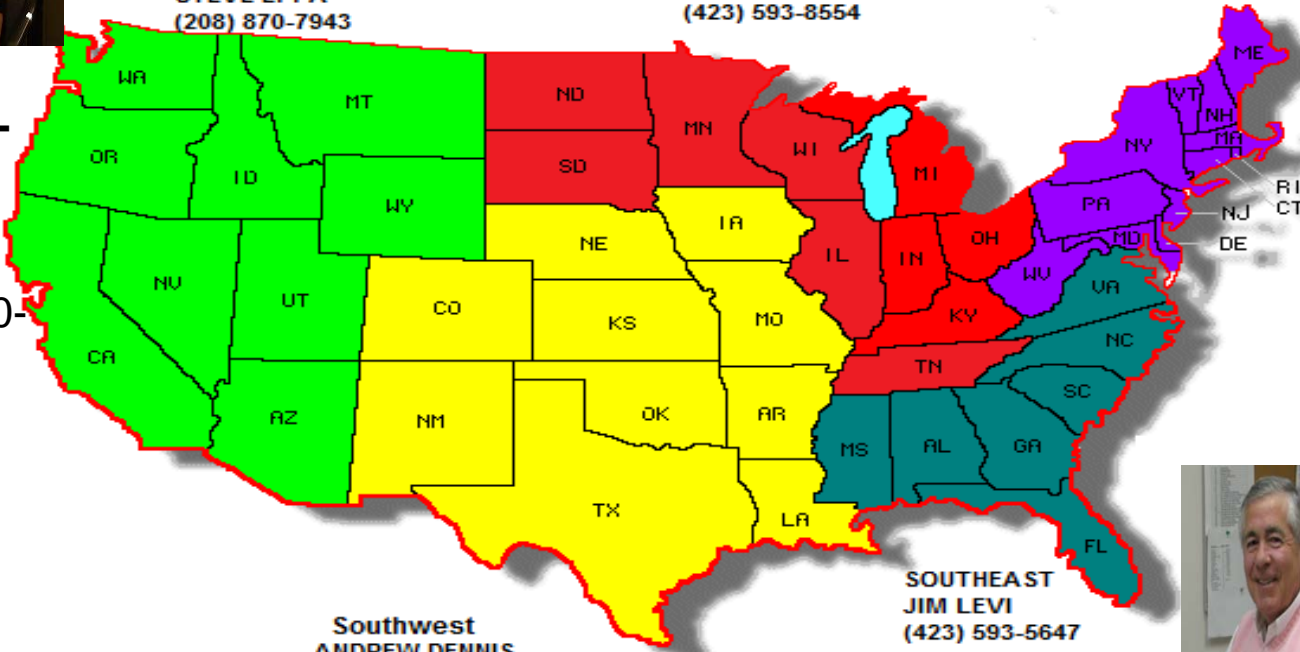 (208) 870-7943
(423) 593-8554
WA
MT
ND
MN
ME
VT
NH
MA
NY
OR
ID
SD
WI
MI
RI
CT
WY
PA
NJ
NE
IA
OH
MD
DE
IL
IN
NV
UT
CO
WV
VA
KS
MO
KY
0-
CA
NC
TN
AZ
NM
OK
AR
SC
MS
AL
GA
TX
LA
FL
SOUTHEAST
JIM LEVI
(423) 593-5647
Southwest
ANDREW DENNIS